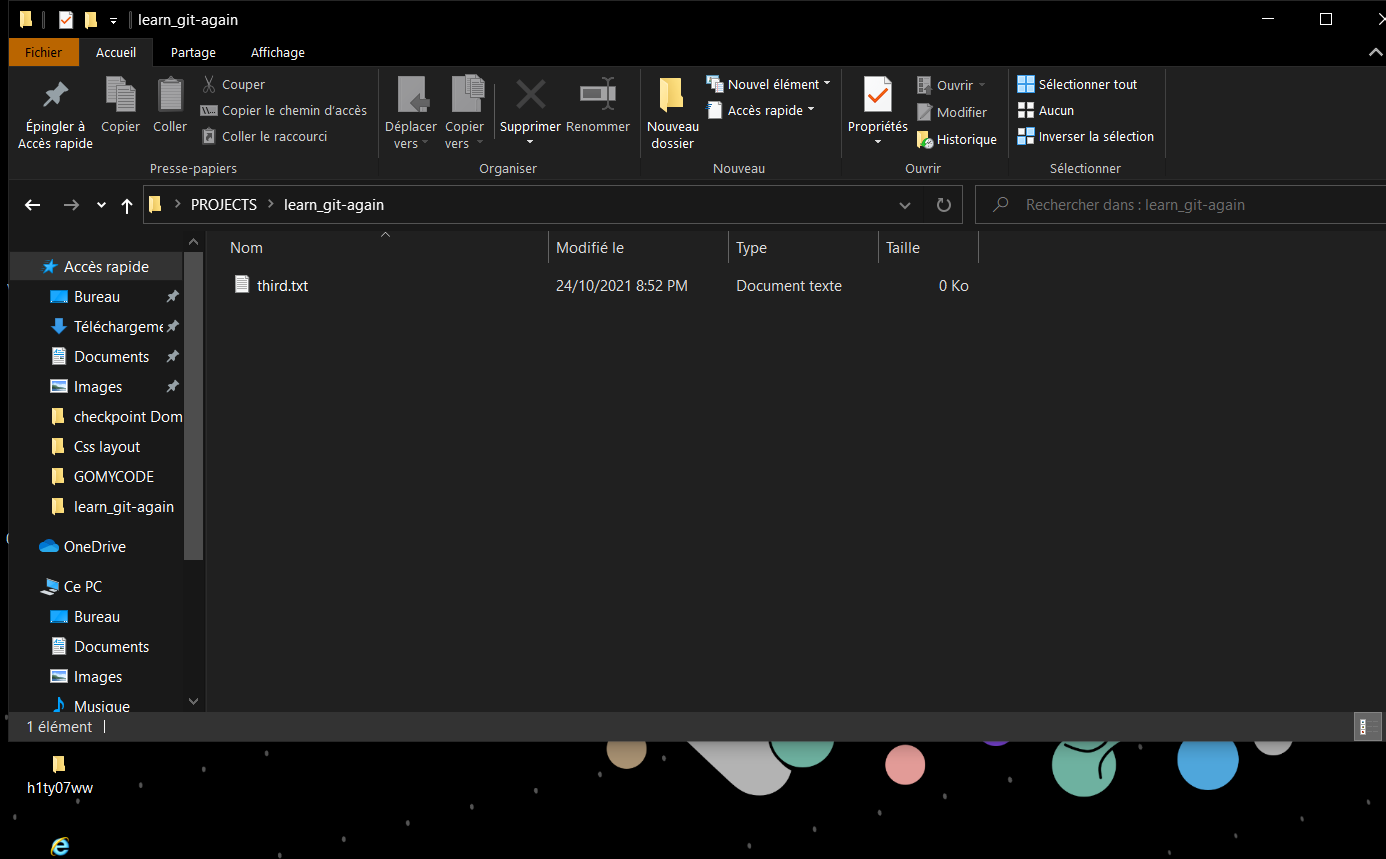 learn_git-again
Fichier Accueil Partage Affichage
Épingler à
Accès rapide
Copier
Coller
Couper
Copier le chemin d'accès
Coller le raccourci
Presse-papiers
Déplacer
vers
Copier
vers
Supprimer
Renommer
Organiser
Nouveau
dossier
Nouvel élément
Accès rapide
Nouveau
Propriétés
Ouvrir
Modifier
Historique
Ouvrir
Sélectionner tout
Aucun
Inverser la sélection
Sélectionner
PROJECTS learn_git-again
Rechercher dans : learn_git-again
Nom Modifié le Type Taille
third.txt 24/10/2021 8:52 PM Document texte 0 Ko
Accès rapide
Bureau
Téléchargeme
Documents
Images
checkpoint Dom
Css layout
GOMYCODE
learn_git-again
OneDrive
Ce PC
Bureau
Documents
Images
Musique
1 élément
h1ty07ww